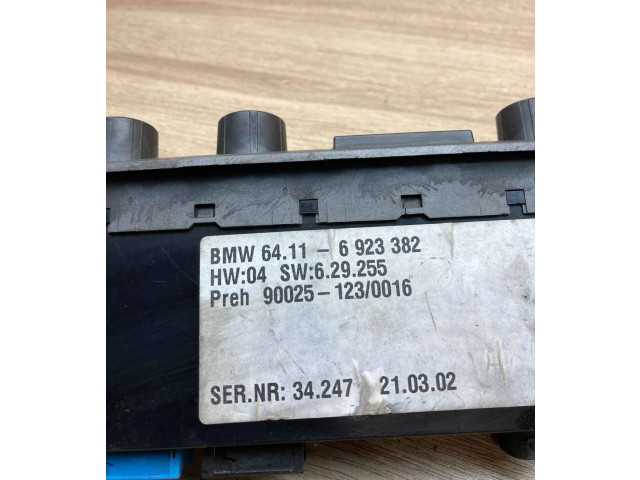 BMW 64.11 - 6 923 382
HW:04 SW:6.29.255
Preh 90025-123/0016
SER.NR: 34.247 21.03.02